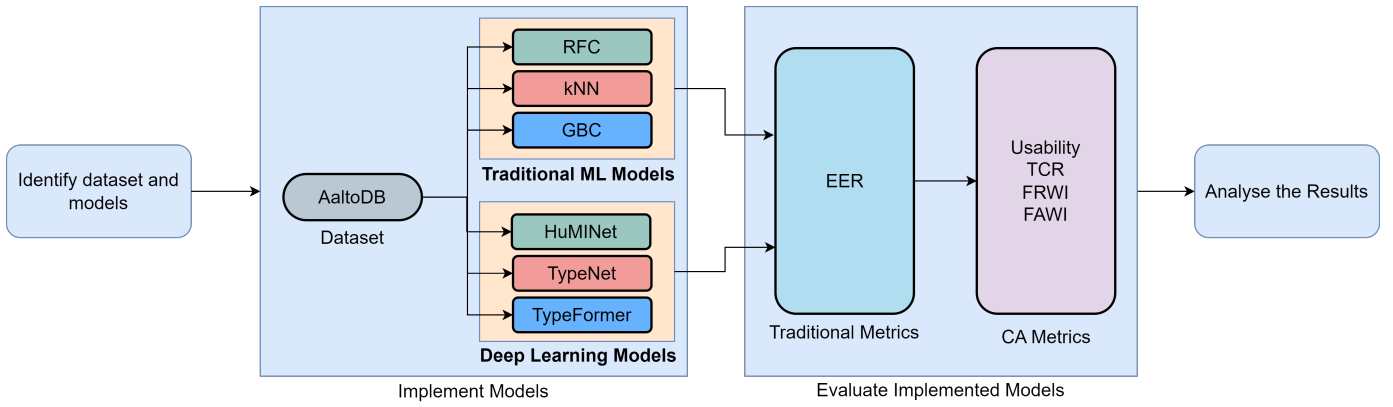 Identify dataset and
models
AaltoDB
Dataset
RFC
kNN
GBC
Traditional ML Models
HuMINet
TypeNet
TypeFormer
Deep Learning Models
Implement Models
EER
Traditional Metrics
Usability
TCR
FRWI
FAWI
CA Metrics
Evaluate Implemented Models
Analyse the Results